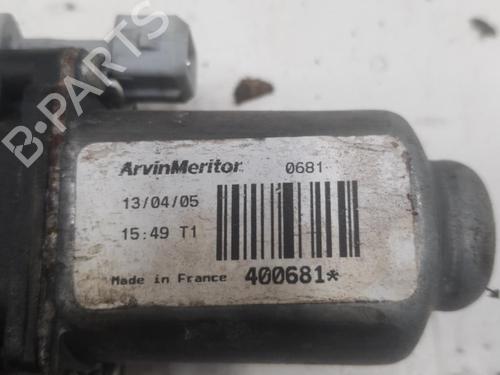 B-PARTS
ArvinMeritor 0681
13/04/05
15:49 T1
Made in France 400681*